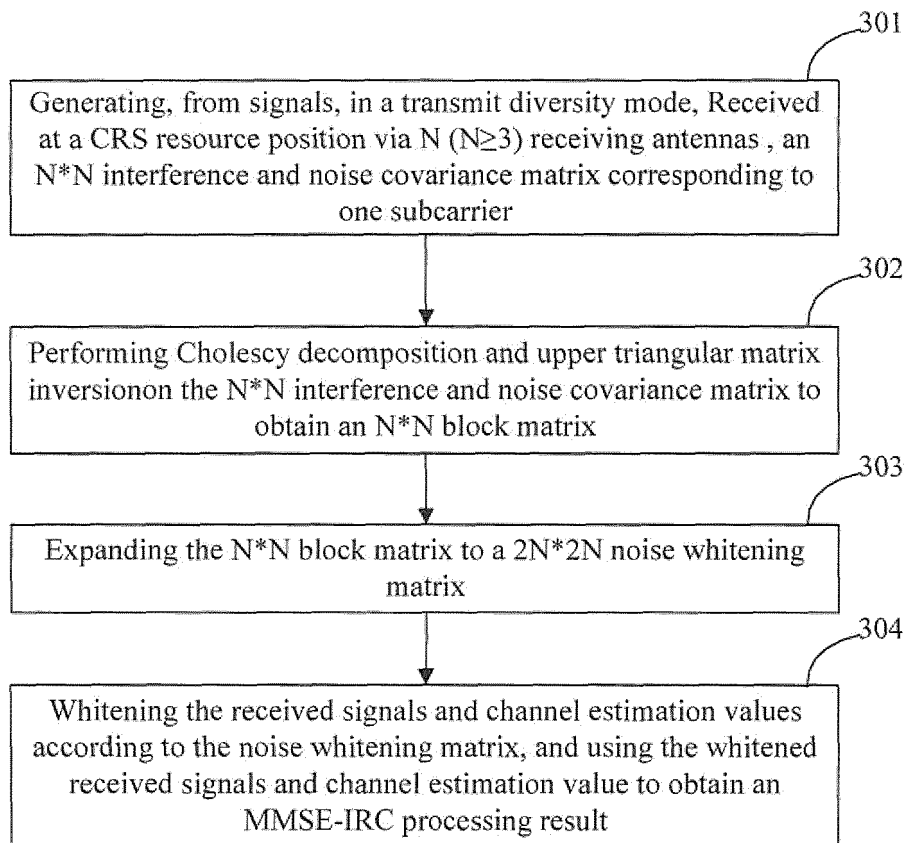 301
Generating, from signals, in a transmit diversity mode, Received
at a CRS resource position via N (N≥3) receiving antennas , an
N*N interference and noise covariance matrix corresponding to
one subcarrier
302
Performing Cholescy decomposition and upper triangular matrix
inversionon the N*N interference and noise covariance matrix to
obtain an N*N block matrix
303
Expanding the N*N block matrix to a 2N*2N noise whitening
matrix
304
Whitening the received signals and channel estimation values
according to the noise whitening matrix, and using the whitened
received signals and channel estimation value to obtain an
MMSE-IRC processing result